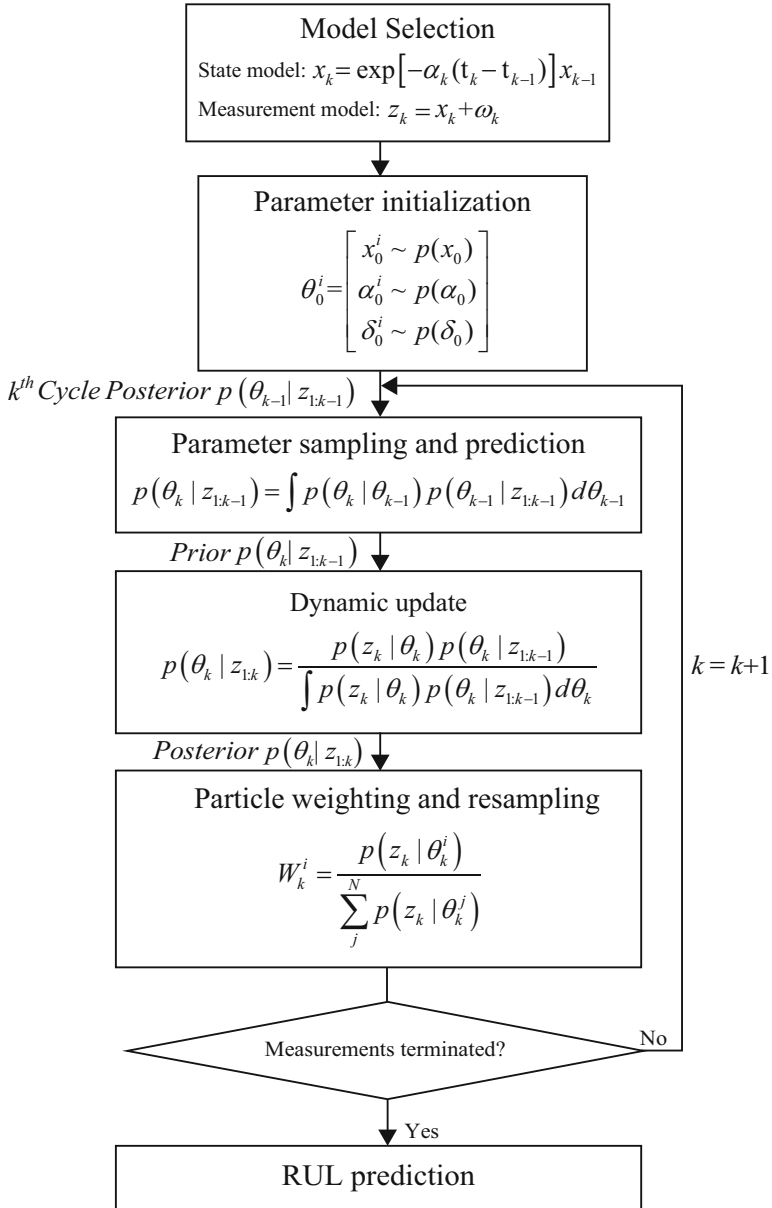 Model Selection
State model: x_k = exp[−α_k(t_k − t_{k−1})]x_{k−1}
Measurement model: z_k = x_k + ω_k
Parameter initialization
θ_0^i = [ x_0^i ~ p(x_0)
α_0^i ~ p(α_0)
δ_0^i ~ p(δ_0) ]
k^th Cycle Posterior p(θ_{k−1} | z_{1:k−1})
Parameter sampling and prediction
p(θ_k | z_{1:k−1}) = ∫ p(θ_k | θ_{k−1}) p(θ_{k−1} | z_{1:k−1}) dθ_{k−1}
Prior p(θ_k | z_{1:k−1})
Dynamic update
p(θ_k | z_{1:k}) = p(z_k | θ_k) p(θ_k | z_{1:k−1}) / ∫ p(z_k | θ_k) p(θ_k | z_{1:k−1}) dθ_k
k = k+1
Posterior p(θ_k | z_{1:k})
Particle weighting and resampling
W_k^i = p(z_k | θ_k^i) / ∑_j^N p(z_k | θ_k^j)
Measurements terminated?
No
Yes
RUL prediction